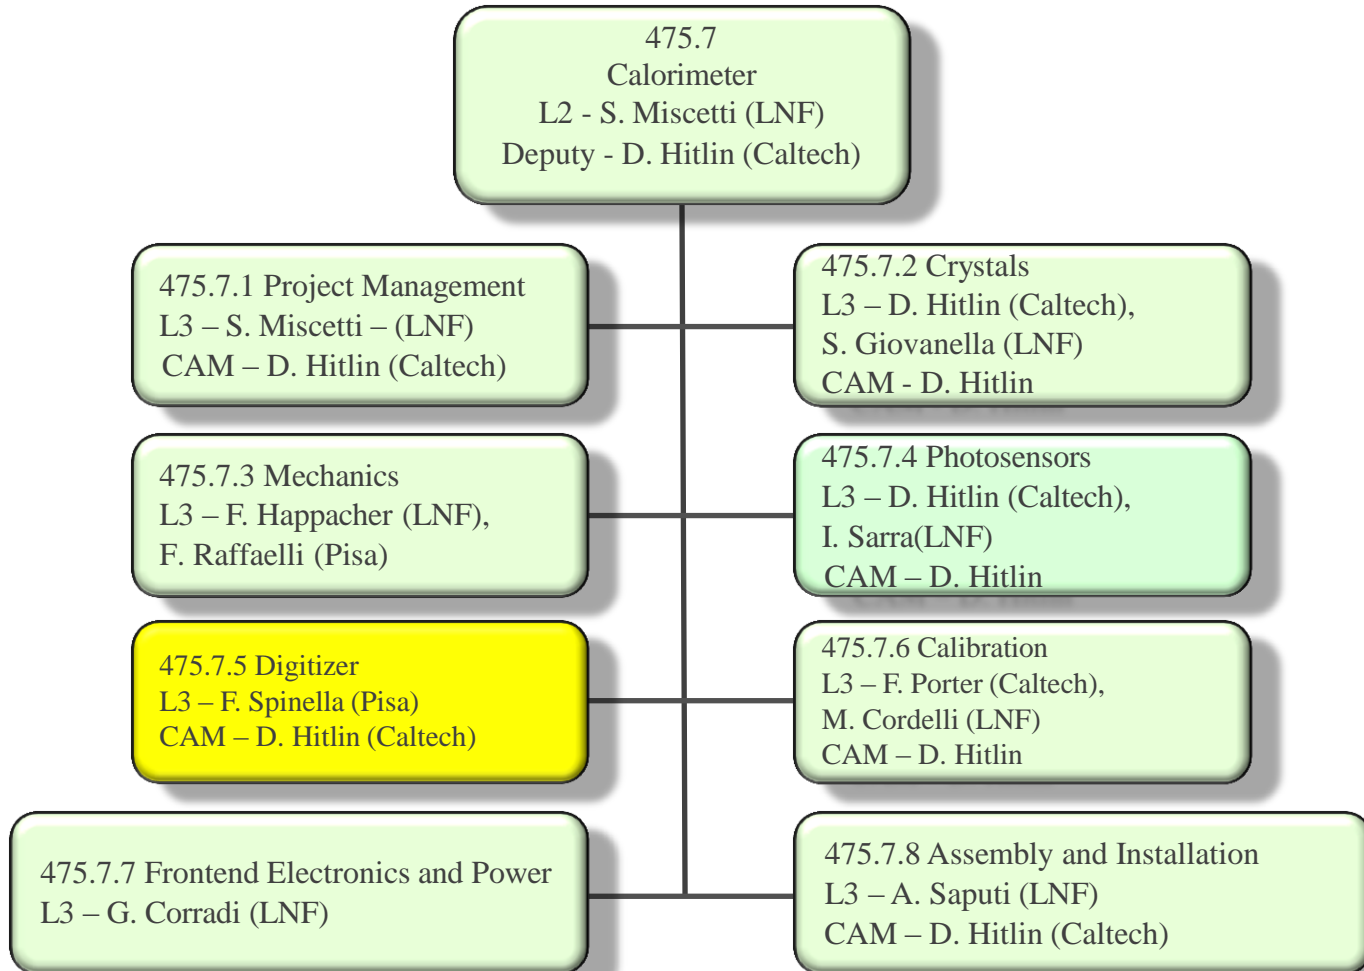 475.7
Calorimeter
L2 - S. Miscetti (LNF)
Deputy - D. Hitlin (Caltech)
475.7.1 Project Management
L3 – S. Miscetti – (LNF)
CAM – D. Hitlin (Caltech)
475.7.2 Crystals
L3 – D. Hitlin (Caltech),
S. Giovanella (LNF)
CAM - D. Hitlin
475.7.3 Mechanics
L3 – F. Happacher (LNF),
F. Raffaelli (Pisa)
475.7.4 Photosensors
L3 – D. Hitlin (Caltech),
I. Sarra(LNF)
CAM – D. Hitlin
475.7.5 Digitizer
L3 – F. Spinella (Pisa)
CAM – D. Hitlin (Caltech)
475.7.6 Calibration
L3 – F. Porter (Caltech),
M. Cordelli (LNF)
CAM – D. Hitlin
475.7.7 Frontend Electronics and Power
L3 – G. Corradi (LNF)
475.7.8 Assembly and Installation
L3 – A. Saputi (LNF)
CAM – D. Hitlin (Caltech)